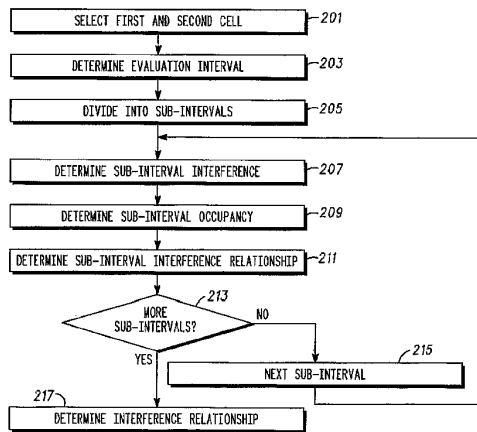 SELECT FIRST AND SECOND CELL
201
DETERMINE EVALUATION INTERVAL
203
DIVIDE INTO SUB-INTERVALS
205
DETERMINE SUB-INTERVAL INTERFERENCE
207
DETERMINE SUB-INTERVAL OCCUPANCY
209
DETERMINE SUB-INTERVAL INTERFERENCE RELATIONSHIP
211
213
MORE
SUB-INTERVALS?
NO
YES
215
NEXT SUB-INTERVAL
217
DETERMINE INTERFERENCE RELATIONSHIP